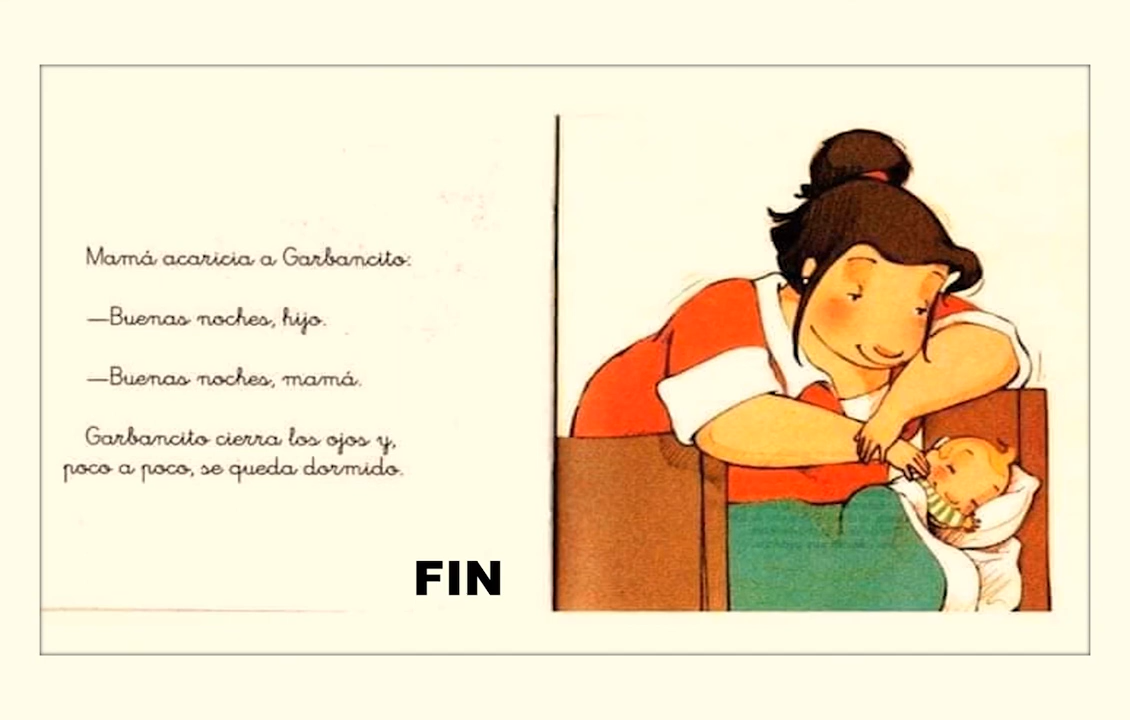 Mamá acaricia a Garbancito:
—Buenas noches, hijo.
—Buenas noches, mamá.
Garbancito cierra los ojos y,
poco a poco, se queda dormido.
FIN